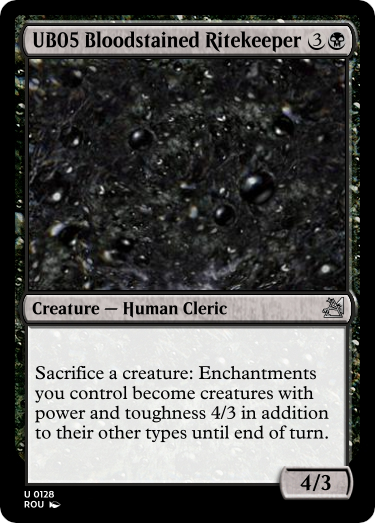 UB05 Bloodstained Ritekeeper 3
Creature — Human Cleric
Sacrifice a creature: Enchantments
you control become creatures with
power and toughness 4/3 in addition
to their other types until end of turn.
4/3
U 0128
ROU